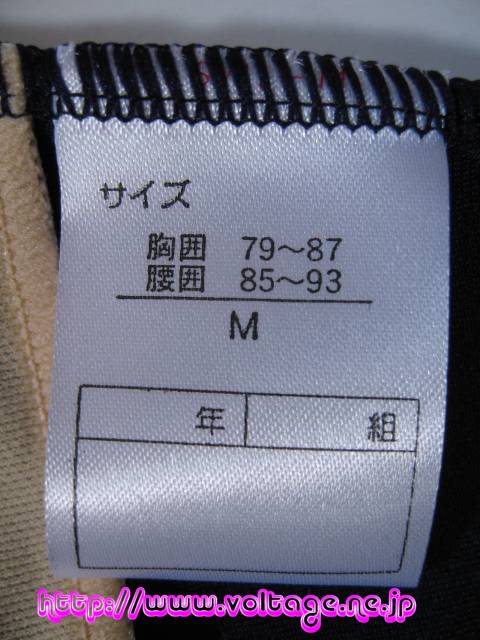 サイズ
胸囲 79～87
腰囲 85～93
M
年 組
http://www.voltage.ne.jp